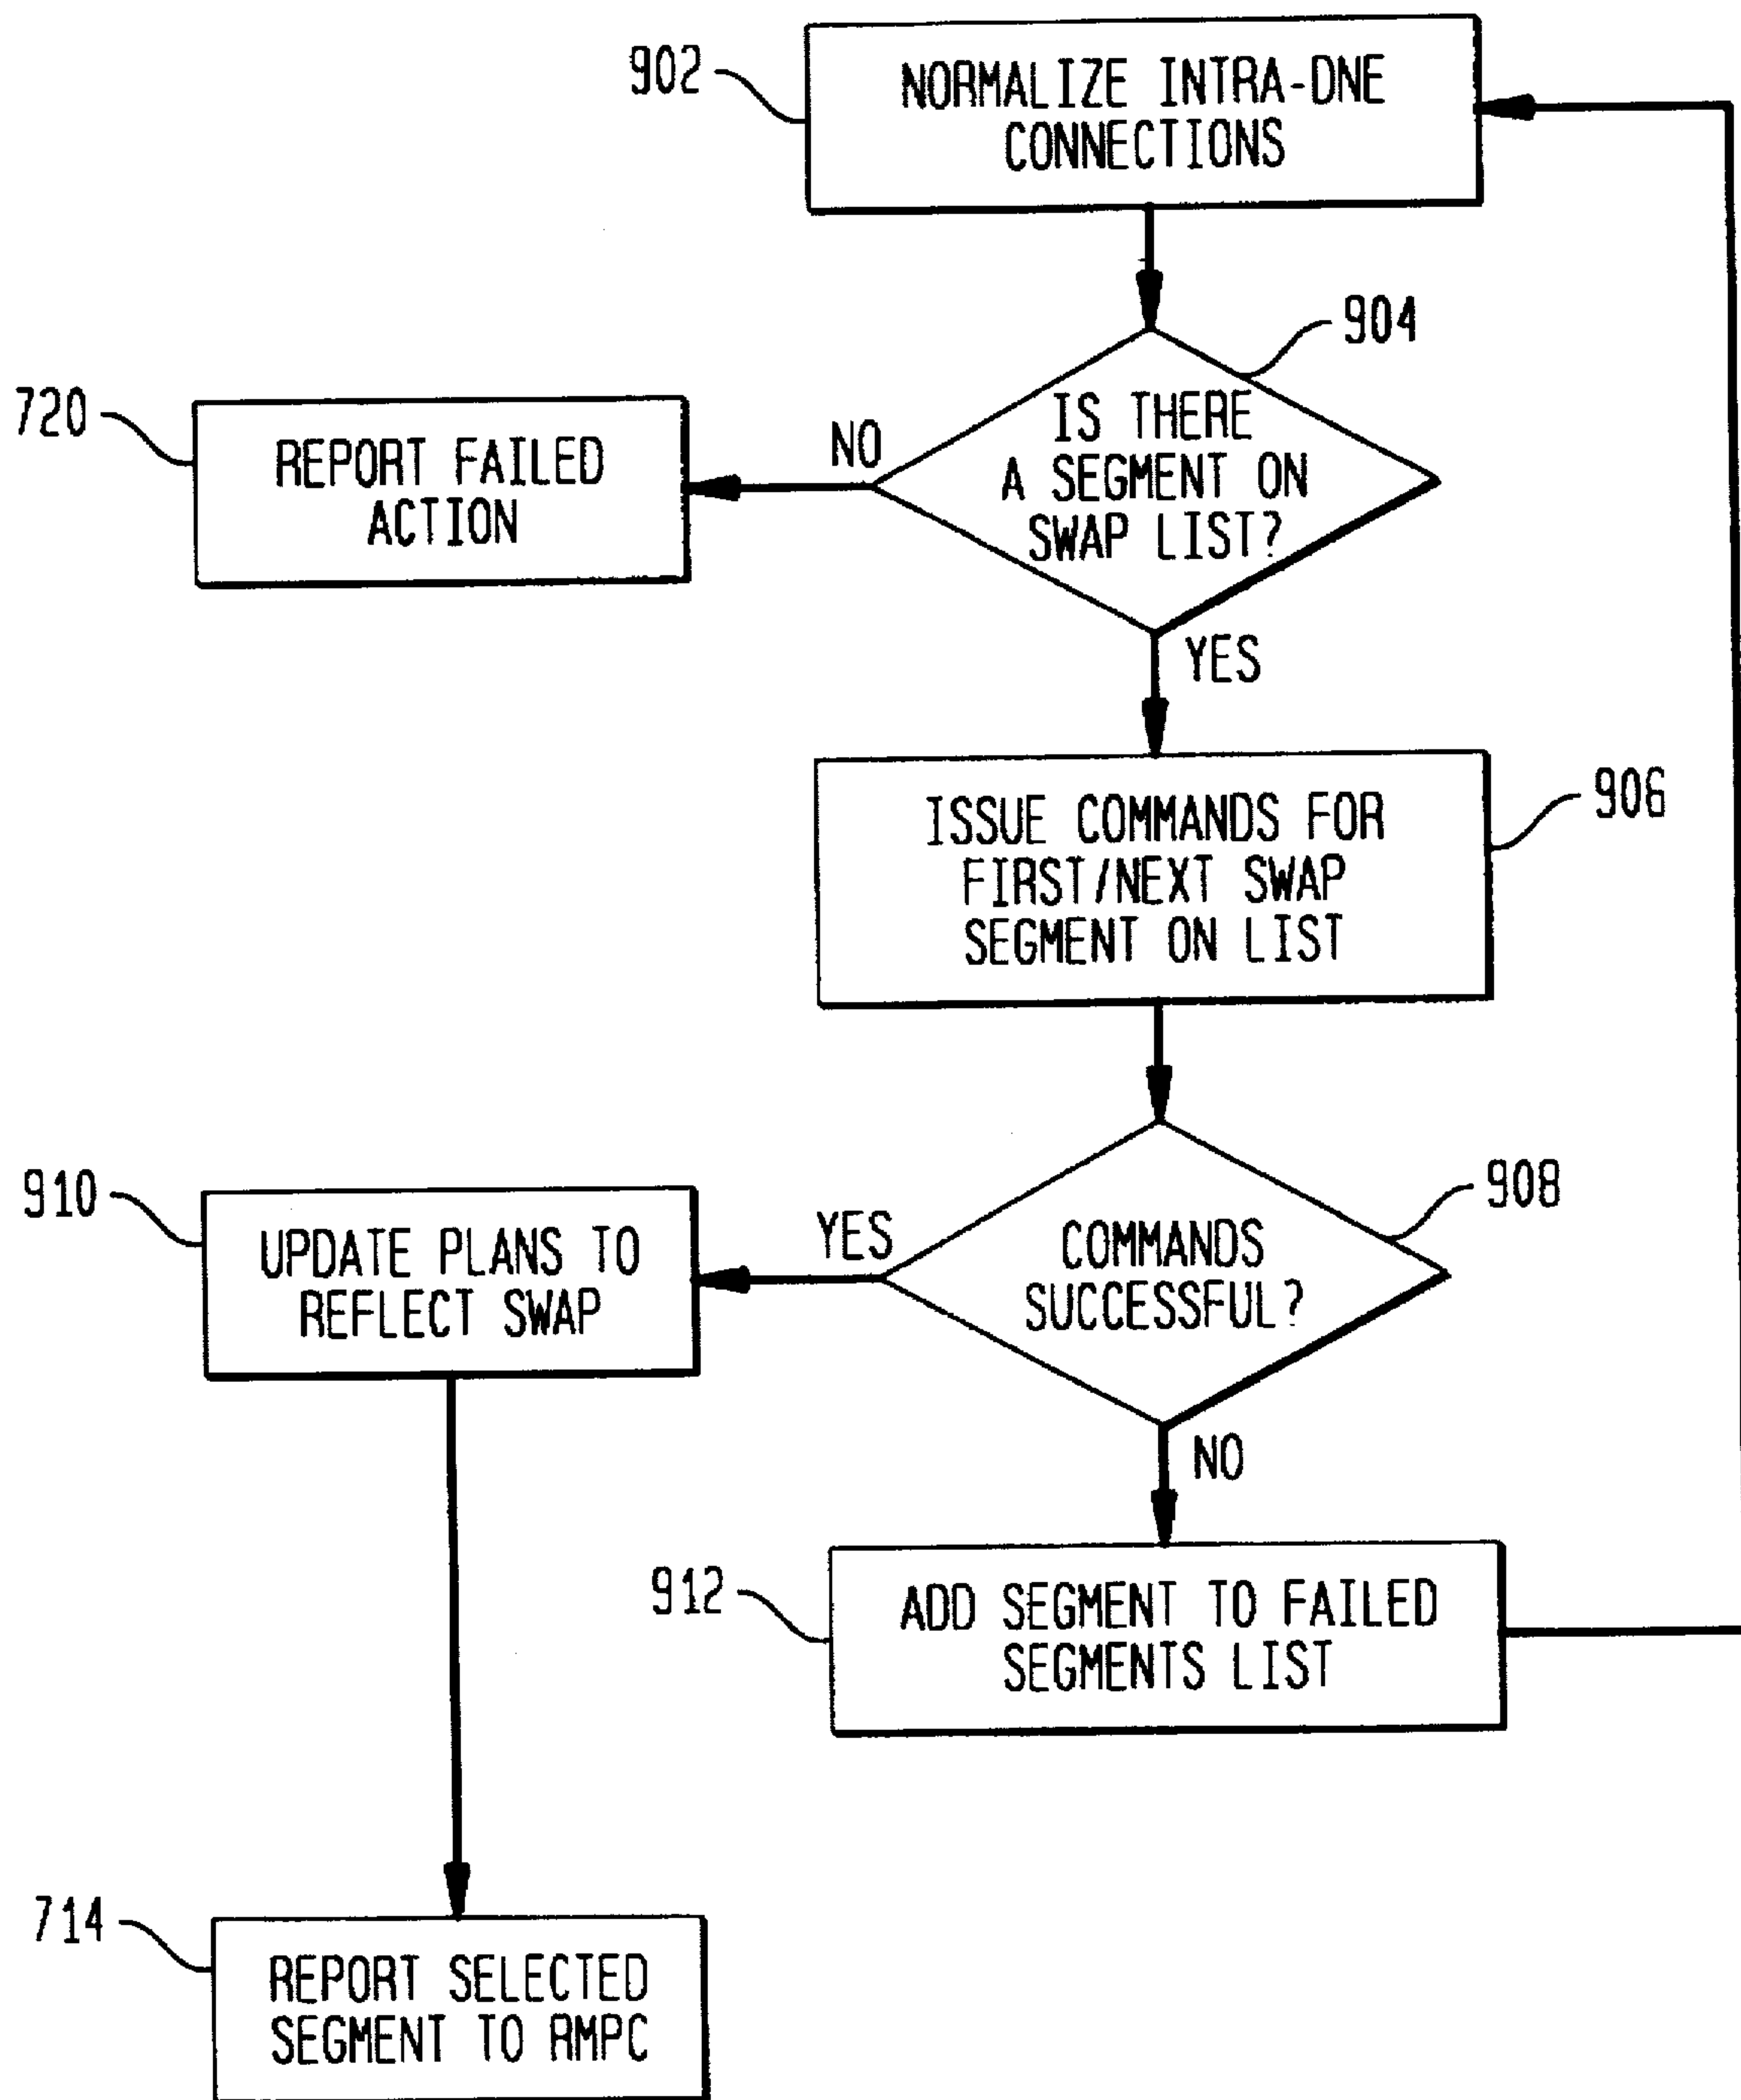 902
NORMALIZE INTRA-DNE
CONNECTIONS
904
IS THERE
A SEGMENT ON
SWAP LIST?
NO
720
REPORT FAILED
ACTION
YES
906
ISSUE COMMANDS FOR
FIRST/NEXT SWAP
SEGMENT ON LIST
908
COMMANDS
SUCCESSFUL?
YES
910
UPDATE PLANS TO
REFLECT SWAP
NO
912
ADD SEGMENT TO FAILED
SEGMENTS LIST
714
REPORT SELECTED
SEGMENT TO RMPC